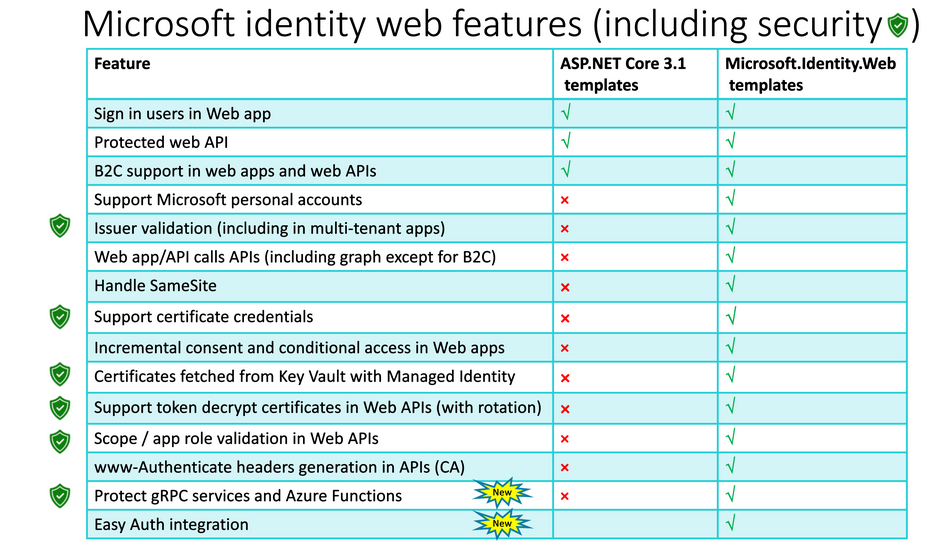 Microsoft identity web features (including security )
Feature
ASP.NET Core 3.1
templates
Microsoft.Identity.Web
templates
Sign in users in Web app √ √
Protected web API √ √
B2C support in web apps and web APIs √ √
Support Microsoft personal accounts × √
Issuer validation (including in multi-tenant apps) × √
Web app/API calls APIs (including graph except for B2C) × √
Handle SameSite × √
Support certificate credentials × √
Incremental consent and conditional access in Web apps × √
Certificates fetched from Key Vault with Managed Identity × √
Support token decrypt certificates in Web APIs (with rotation) × √
Scope / app role validation in Web APIs × √
www-Authenticate headers generation in APIs (CA) × √
Protect gRPC services and Azure Functions New × √
Easy Auth integration New √